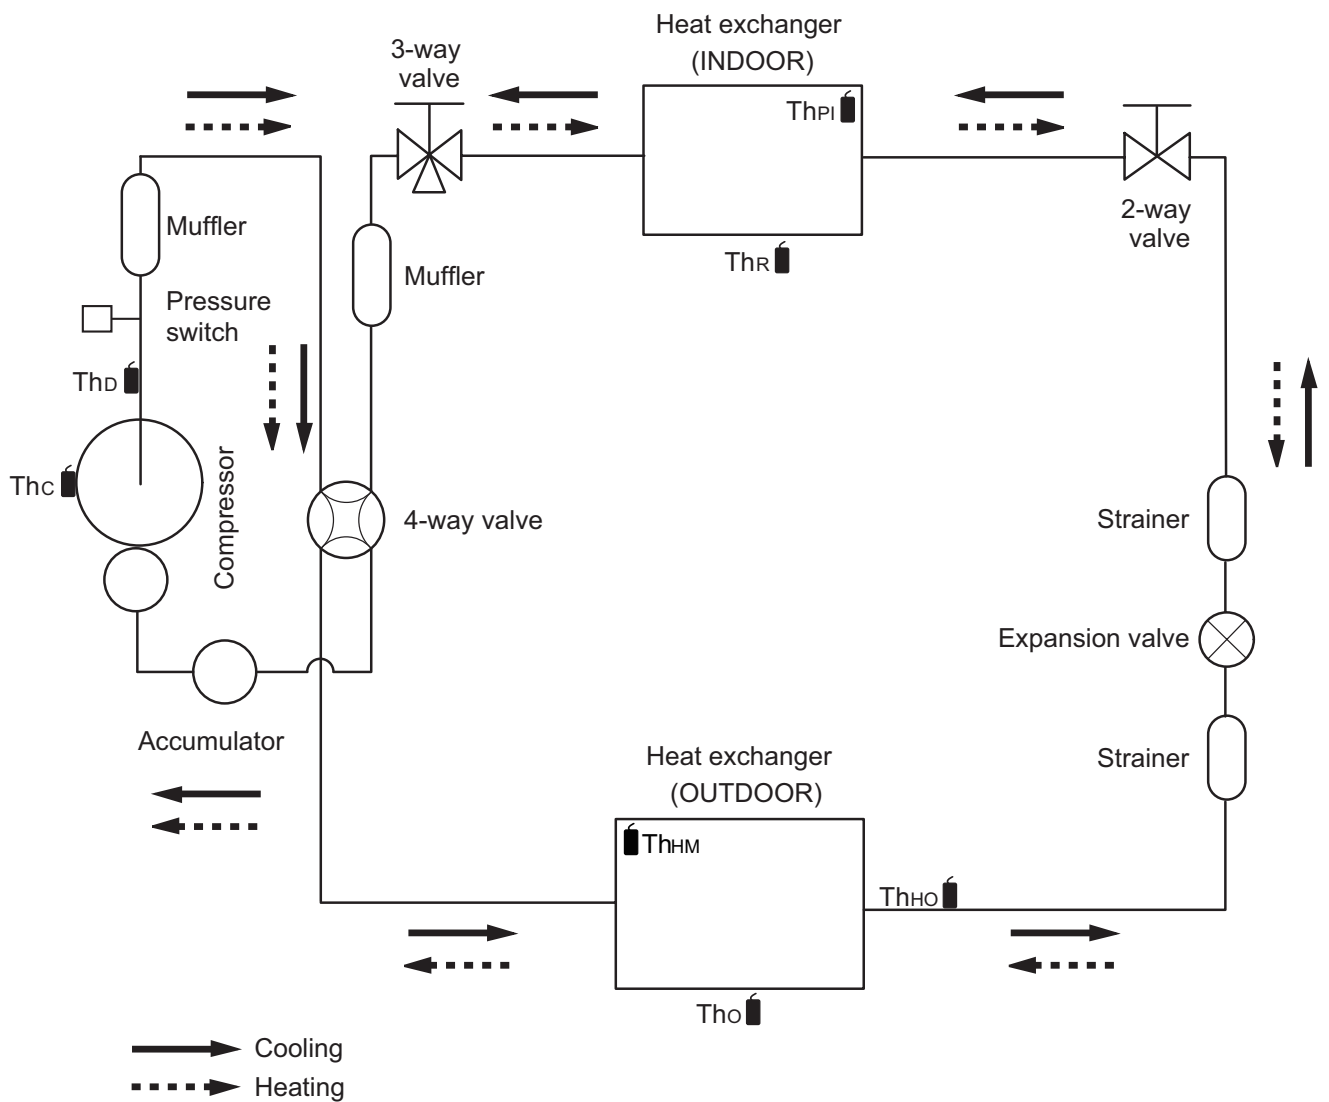 Heat exchanger
(INDOOR)
3-way
valve
ThPI
2-way
valve
Muffler
ThR
Muffler
Pressure
switch
ThD
ThC
Compressor
4-way valve
Strainer
Expansion valve
Strainer
Accumulator
Heat exchanger
(OUTDOOR)
ThHM
ThHO
ThO
Cooling
Heating